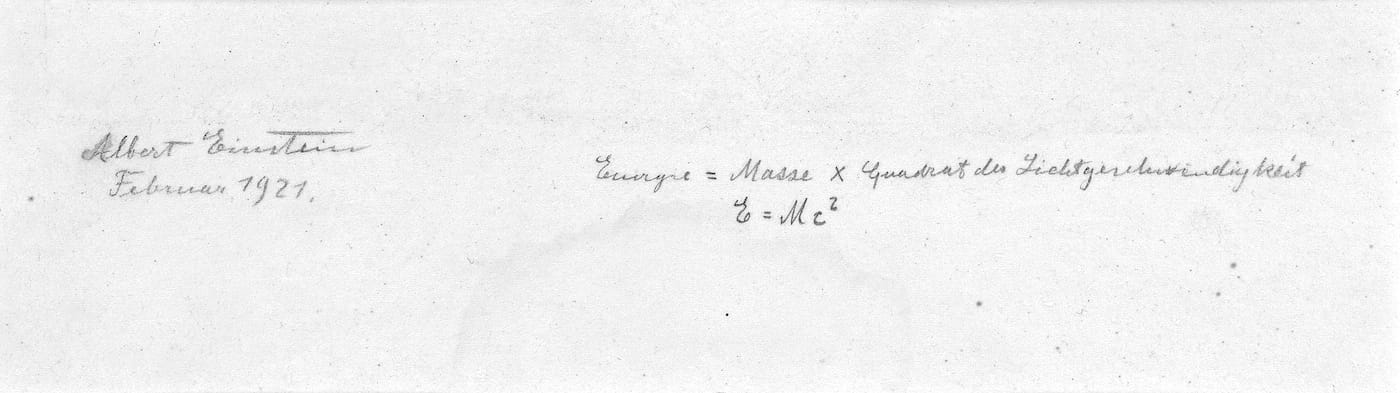 Albert Einstein
Februar 1921.
Energie = Masse x Quadrat der Lichtgeschwindigkeit
E = Mc²